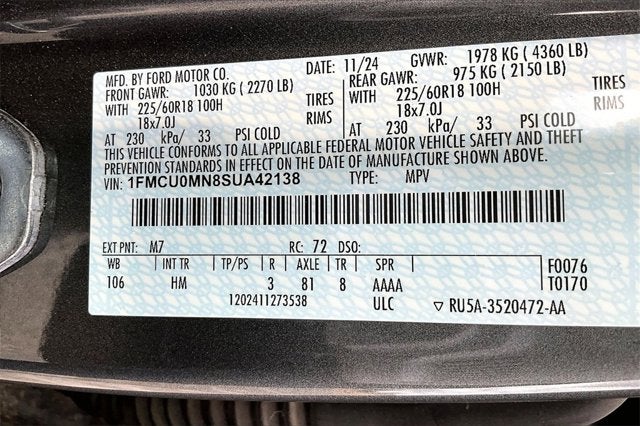 MFD. BY FORD MOTOR CO. DATE: 11/24 GVWR: 1978 KG (4360 LB)
FRONT GAWR: 1030 KG (2270 LB) REAR GAWR: 975 KG (2150 LB)
WITH 225/60R18 100H TIRES WITH 225/60R18 100H TIRES
18x7.0J RIMS 18x7.0J RIMS
AT 230 kPa/ 33 PSI COLD AT 230 kPa/ 33 PSI COLD
THIS VEHICLE CONFORMS TO ALL APPLICABLE FEDERAL MOTOR VEHICLE SAFETY AND THEFT
PREVENTION STANDARDS IN EFFECT ON THE DATE OF MANUFACTURE SHOWN ABOVE.
VIN: 1FMCU0MN8SUA42138 TYPE: MPV
EXT PNT: M7 RC: 72 DSO:
WB INT TR TP/PS R AXLE TR SPR F0076
106 HM 3 81 8 AAAA T0170
1202411273538 ULC ▽ RU5A-3520472-AA